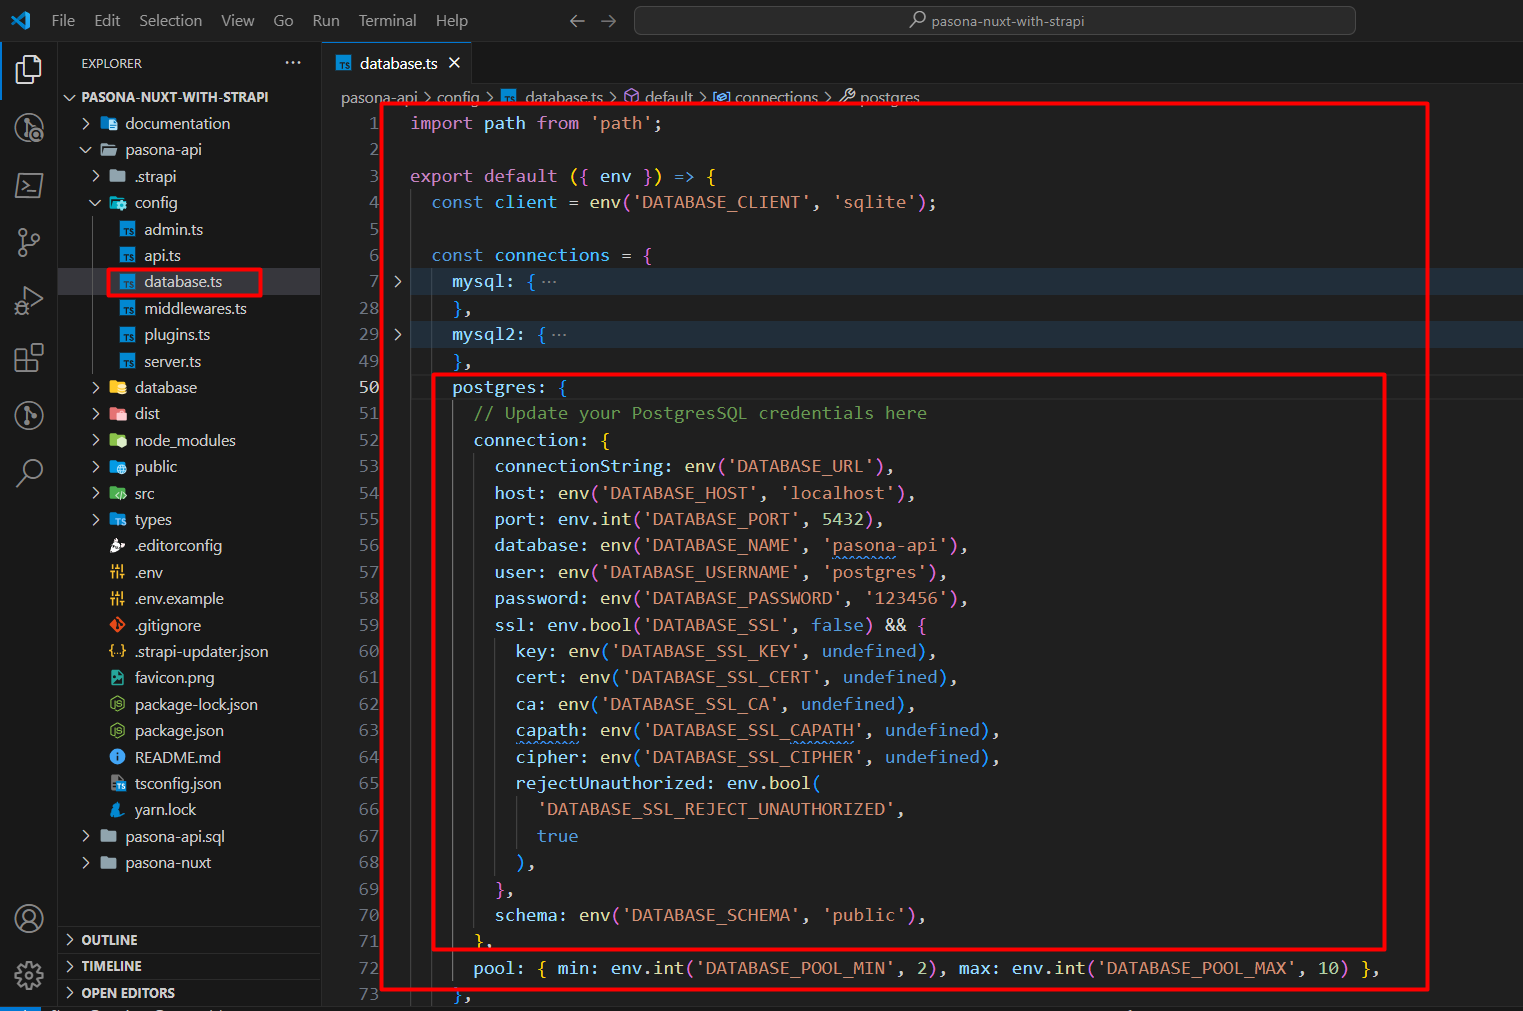 File Edit Selection View Go Run Terminal Help
pasona-nuxt-with-strapi
EXPLORER
PASONA-NUXT-WITH-STRAPI
documentation
pasona-api
.strapi
config
admin.ts
api.ts
database.ts
middlewares.ts
plugins.ts
server.ts
database
dist
node_modules
public
src
types
.editorconfig
.env
.env.example
.gitignore
.strapi-updater.json
favicon.png
package-lock.json
package.json
README.md
tsconfig.json
yarn.lock
pasona-api.sql
pasona-nuxt
OUTLINE
TIMELINE
OPEN EDITORS
database.ts
pasona-api > config > database.ts > default > connections > postgres
1 import path from 'path';
2
3 export default ({ env }) => {
4 const client = env('DATABASE_CLIENT', 'sqlite');
5
6 const connections = {
7 mysql: { ···
28 },
29 mysql2: { ···
49 },
50 postgres: {
51 // Update your PostgresSQL credentials here
52 connection: {
53 connectionString: env('DATABASE_URL'),
54 host: env('DATABASE_HOST', 'localhost'),
55 port: env.int('DATABASE_PORT', 5432),
56 database: env('DATABASE_NAME', 'pasona-api'),
57 user: env('DATABASE_USERNAME', 'postgres'),
58 password: env('DATABASE_PASSWORD', '123456'),
59 ssl: env.bool('DATABASE_SSL', false) && {
60 key: env('DATABASE_SSL_KEY', undefined),
61 cert: env('DATABASE_SSL_CERT', undefined),
62 ca: env('DATABASE_SSL_CA', undefined),
63 capath: env('DATABASE_SSL_CAPATH', undefined),
64 cipher: env('DATABASE_SSL_CIPHER', undefined),
65 rejectUnauthorized: env.bool(
66 'DATABASE_SSL_REJECT_UNAUTHORIZED',
67 true
68 ),
69 },
70 schema: env('DATABASE_SCHEMA', 'public'),
71 },
72 pool: { min: env.int('DATABASE_POOL_MIN', 2), max: env.int('DATABASE_POOL_MAX', 10) },
73 },